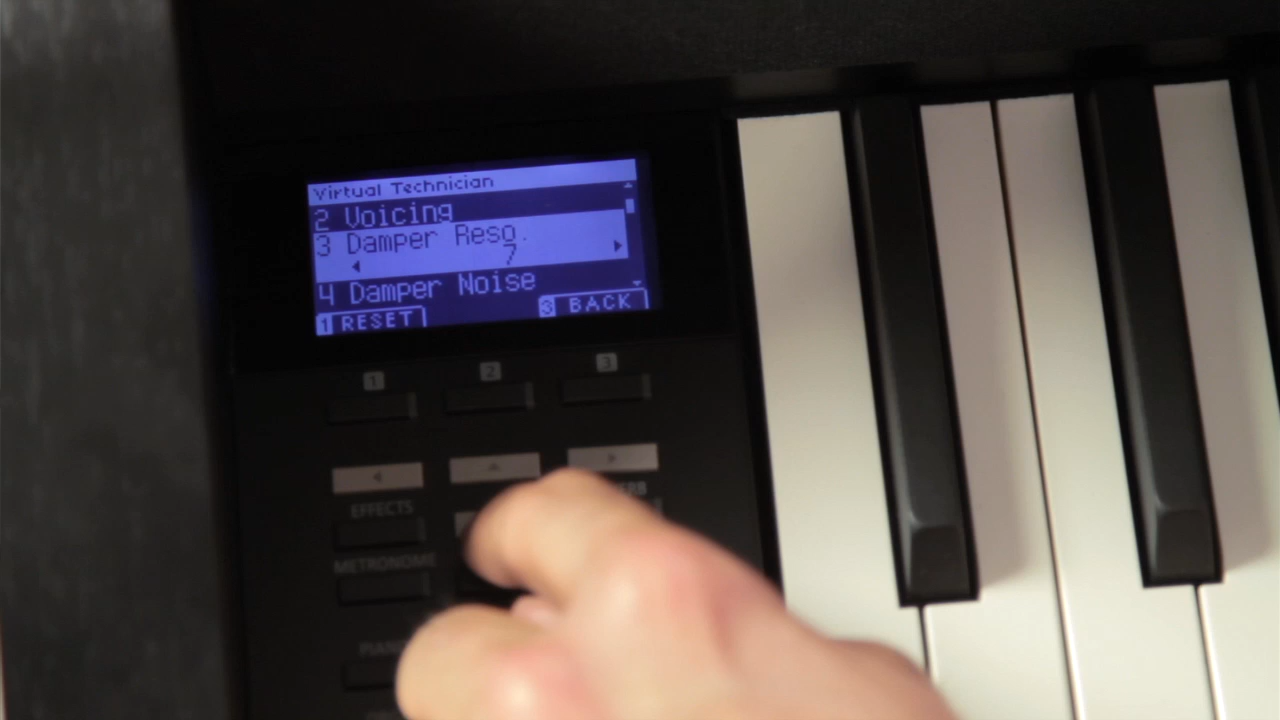 Virtual Technician
2 Voicing
3 Damper Reso.
7
4 Damper Noise
1 RESET 3 BACK
1 2 3
EFFECTS
METRONOME